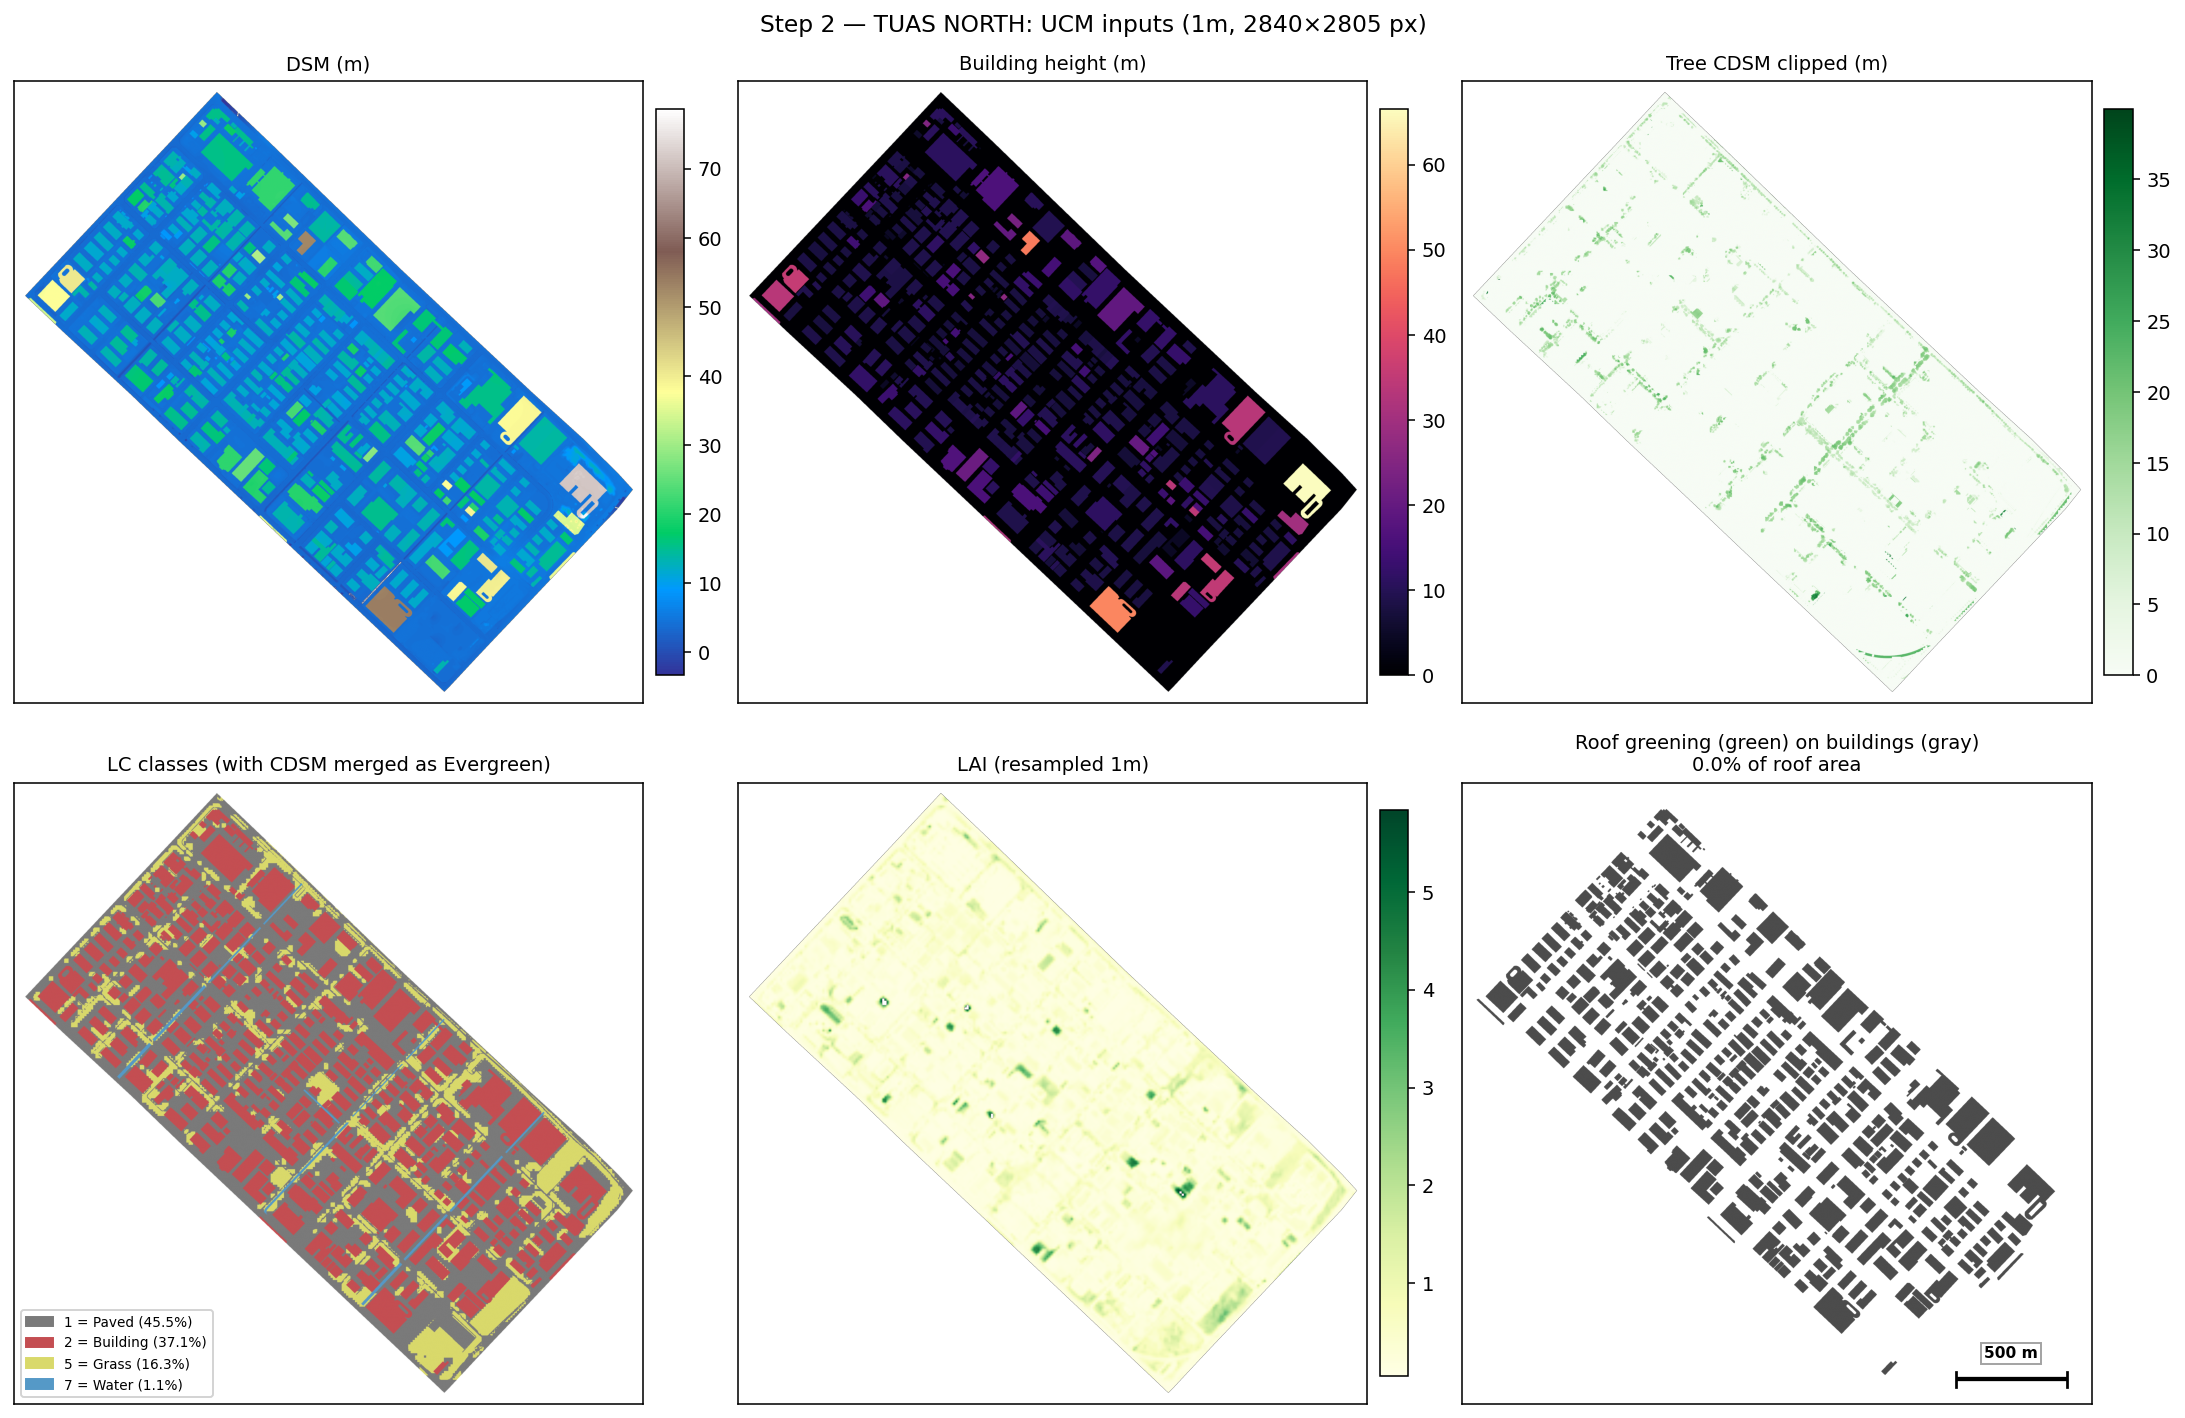 Step 2 — TUAS NORTH: UCM inputs (1m, 2840×2805 px)
DSM (m)
70
60
50
40
30
20
10
0
Building height (m)
60
50
40
30
20
10
0
Tree CDSM clipped (m)
35
30
25
20
15
10
5
0
LC classes (with CDSM merged as Evergreen)
1 = Paved (45.5%)
2 = Building (37.1%)
5 = Grass (16.3%)
7 = Water (1.1%)
LAI (resampled 1m)
5
4
3
2
1
Roof greening (green) on buildings (gray)
0.0% of roof area
500 m